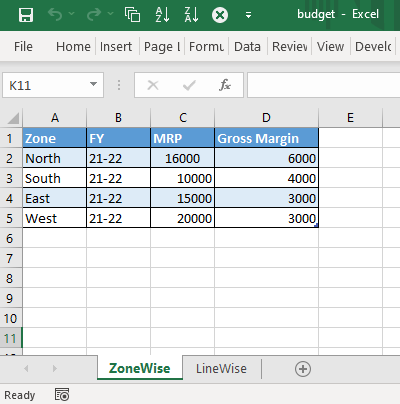 budget - Excel
File Home Insert Page L Formu Data Review View Develo
K11 fx
A B C D E
1 Zone FY MRP Gross Margin
2 North 21-22 16000 6000
3 South 21-22 10000 4000
4 East 21-22 15000 3000
5 West 21-22 20000 3000
6
7
8
9
10
11
ZoneWise LineWise
Ready